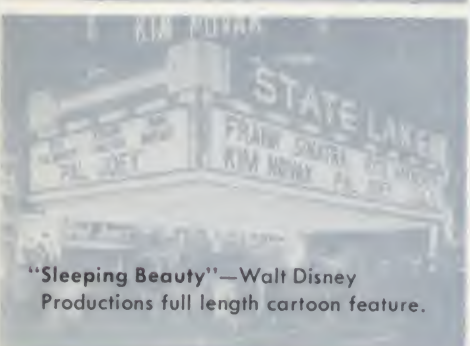 KIM NOVAK
STATE LAKE
PAL JOEY
FRANK SINATRA RITA
KIM NOVAK PAL JOEY
"Sleeping Beauty"—Walt Disney
Productions full length cartoon feature.